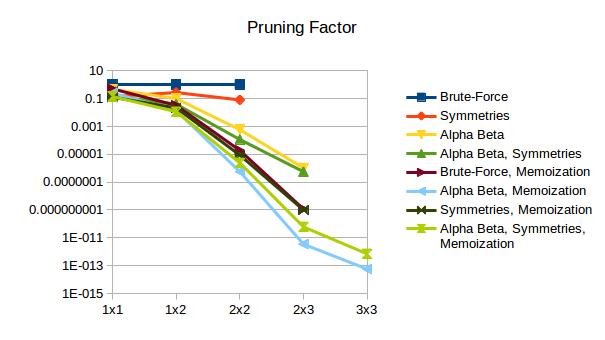 Pruning Factor
10
0.1
0.001
0.00001
0.0000001
0.000000001
1E-011
1E-013
1E-015
1x1
1x2
2x2
2x3
3x3
Brute-Force
Symmetries
Alpha Beta
Alpha Beta, Symmetries
Brute-Force, Memoization
Alpha Beta, Memoization
Symmetries, Memoization
Alpha Beta, Symmetries,
Memoization